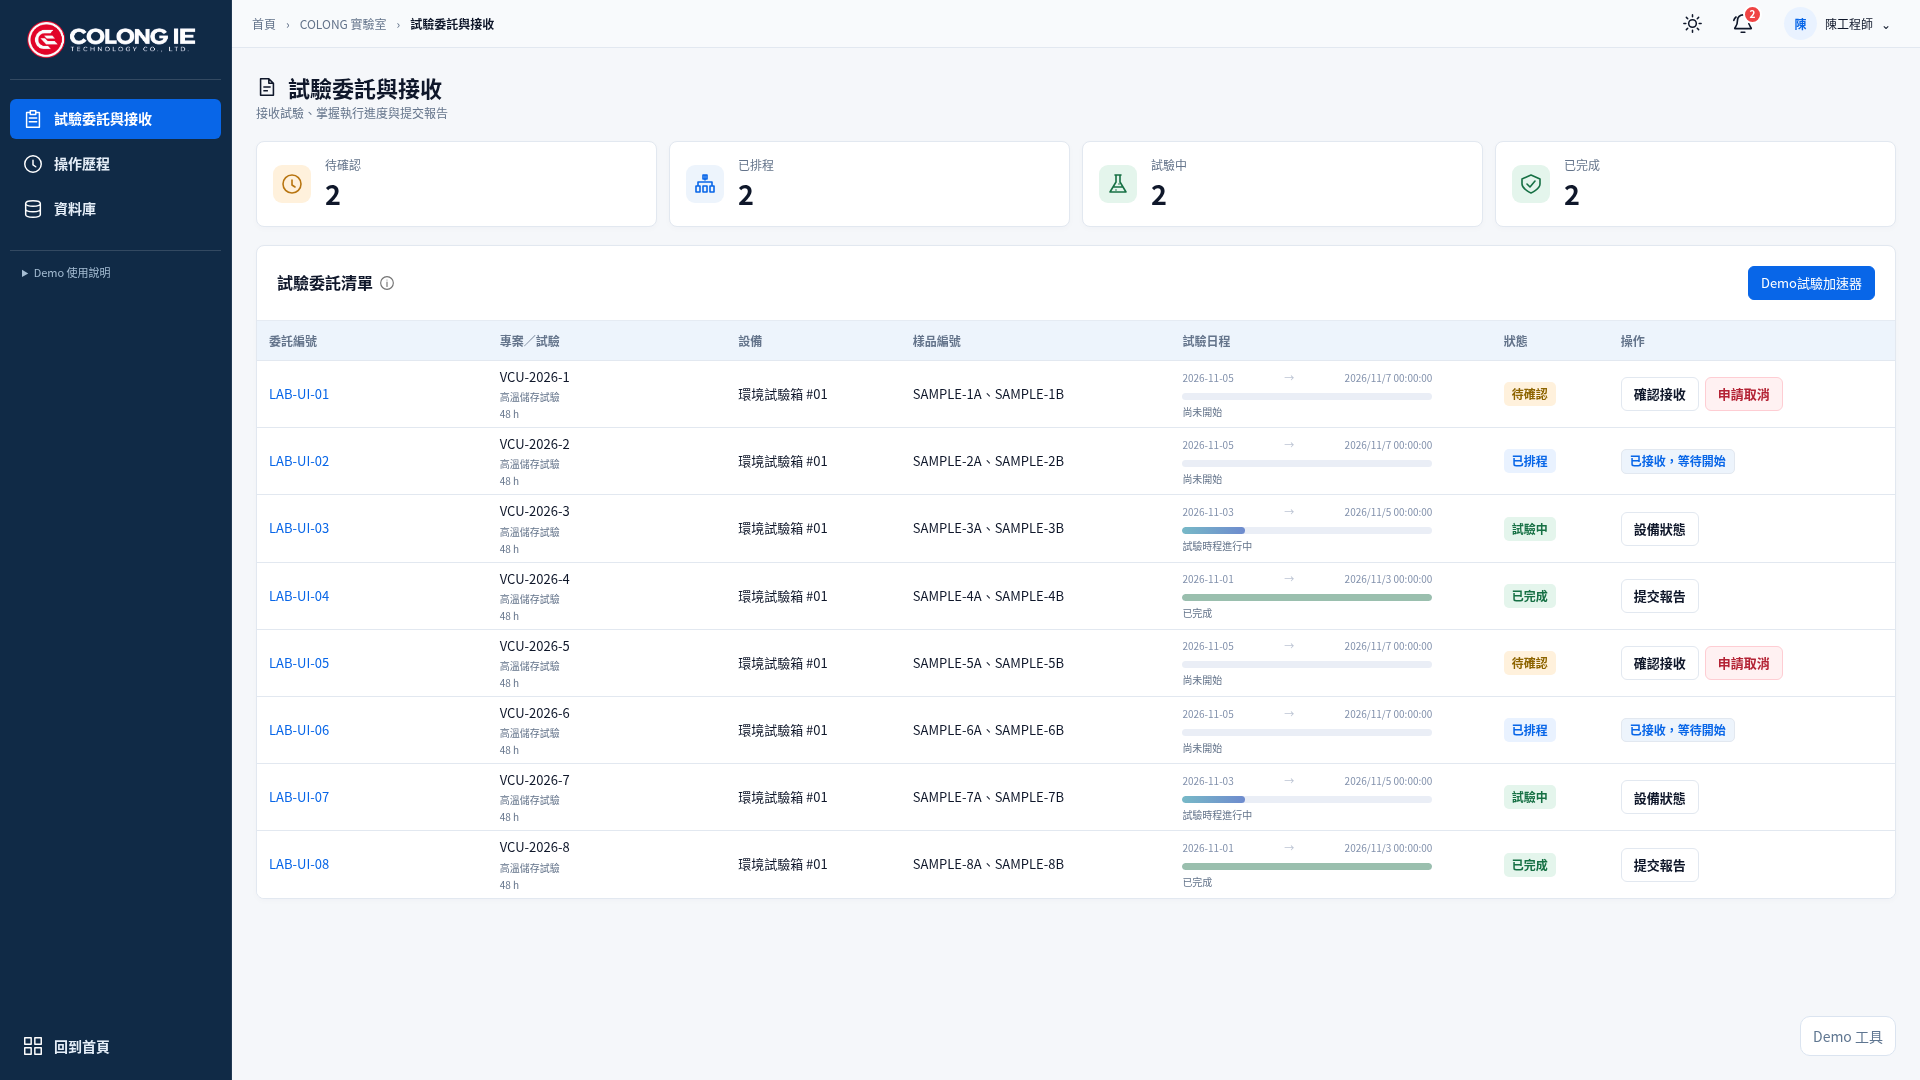 COLONG IE
TECHNOLOGY CO., LTD.
試驗委託與接收
操作歷程
資料庫
Demo 使用說明
回到首頁
首頁 › COLONG 實驗室 › 試驗委託與接收
2
陳 陳工程師
試驗委託與接收
接收試驗、掌握執行進度與提交報告
待確認
2
已排程
2
試驗中
2
已完成
2
試驗委託清單
Demo試驗加速器
委託編號 專案／試驗 設備 樣品編號 試驗日程 狀態 操作
LAB-UI-01 VCU-2026-1 高溫儲存試驗 48 h 環境試驗箱 #01 SAMPLE-1A、SAMPLE-1B 2026-11-05 → 2026/11/7 00:00:00 尚未開始 待確認 確認接收 申請取消
LAB-UI-02 VCU-2026-2 高溫儲存試驗 48 h 環境試驗箱 #01 SAMPLE-2A、SAMPLE-2B 2026-11-05 → 2026/11/7 00:00:00 尚未開始 已排程 已接收，等待開始
LAB-UI-03 VCU-2026-3 高溫儲存試驗 48 h 環境試驗箱 #01 SAMPLE-3A、SAMPLE-3B 2026-11-03 → 2026/11/5 00:00:00 試驗時程進行中 試驗中 設備狀態
LAB-UI-04 VCU-2026-4 高溫儲存試驗 48 h 環境試驗箱 #01 SAMPLE-4A、SAMPLE-4B 2026-11-01 → 2026/11/3 00:00:00 已完成 已完成 提交報告
LAB-UI-05 VCU-2026-5 高溫儲存試驗 48 h 環境試驗箱 #01 SAMPLE-5A、SAMPLE-5B 2026-11-05 → 2026/11/7 00:00:00 尚未開始 待確認 確認接收 申請取消
LAB-UI-06 VCU-2026-6 高溫儲存試驗 48 h 環境試驗箱 #01 SAMPLE-6A、SAMPLE-6B 2026-11-05 → 2026/11/7 00:00:00 尚未開始 已排程 已接收，等待開始
LAB-UI-07 VCU-2026-7 高溫儲存試驗 48 h 環境試驗箱 #01 SAMPLE-7A、SAMPLE-7B 2026-11-03 → 2026/11/5 00:00:00 試驗時程進行中 試驗中 設備狀態
LAB-UI-08 VCU-2026-8 高溫儲存試驗 48 h 環境試驗箱 #01 SAMPLE-8A、SAMPLE-8B 2026-11-01 → 2026/11/3 00:00:00 已完成 已完成 提交報告
Demo 工具